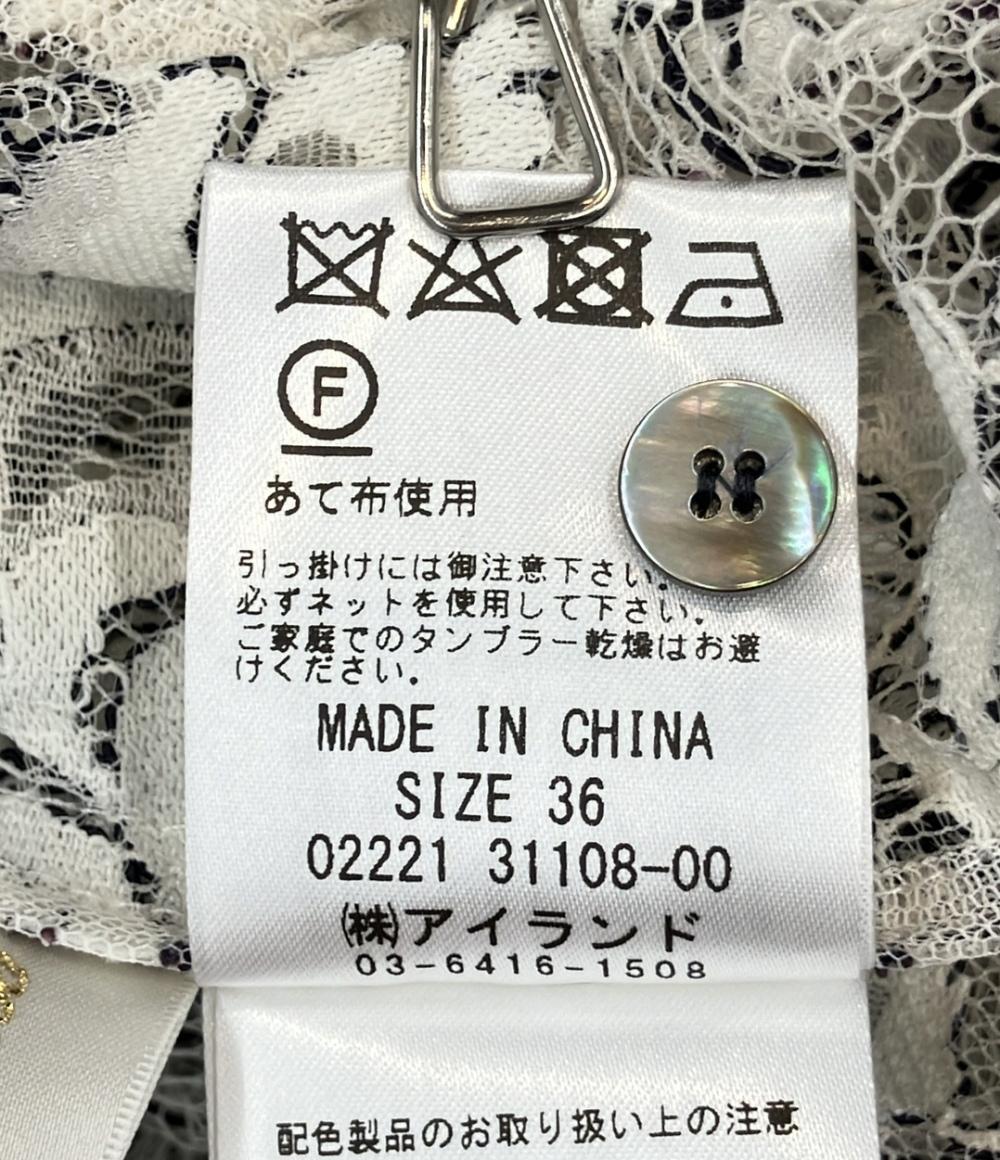 F
あて布使用
引っ掛けには御注意下さい.
必ずネットを使用して下さい.
ご家庭でのタンブラー乾燥はお避
けください.
MADE IN CHINA
SIZE 36
02221 31108-00
㈱アイランド
03-6416-1508
配色製品のお取り扱い上の注意